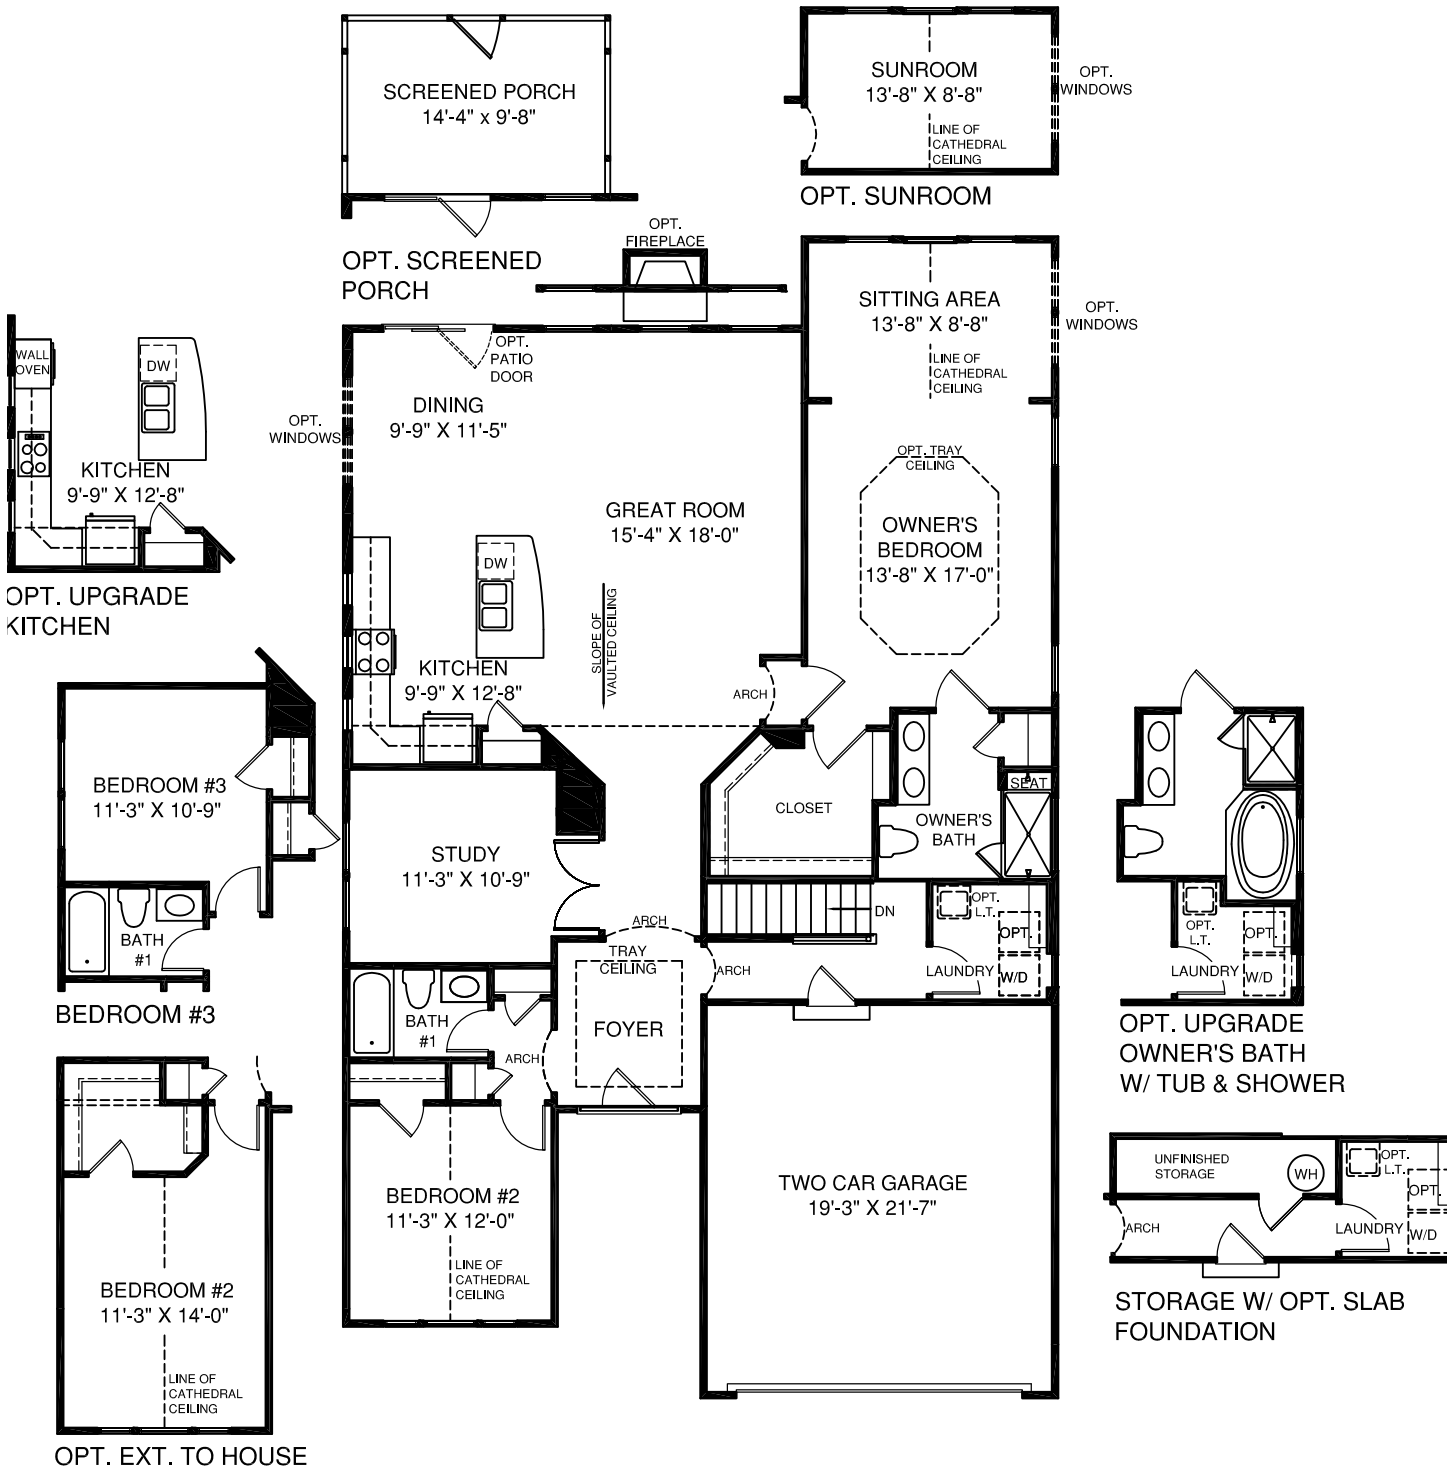 SCREENED PORCH
14'-4" x 9'-8"
OPT. SCREENED
PORCH
SUNROOM
13'-8" X 8'-8"
OPT.
WINDOWS
LINE OF
CATHEDRAL
CEILING
OPT. SUNROOM
OPT.
FIREPLACE
SITTING AREA
13'-8" X 8'-8"
OPT.
WINDOWS
LINE OF
CATHEDRAL
CEILING
WALL
OVEN
DW
KITCHEN
9'-9" X 12'-8"
OPT. UPGRADE
KITCHEN
OPT.
PATIO
DOOR
DINING
9'-9" X 11'-5"
OPT.
WINDOWS
OPT. TRAY
CEILING
GREAT ROOM
15'-4" X 18'-0"
OWNER'S
BEDROOM
13'-8" X 17'-0"
DW
SLOPE OF
VAULTED CEILING
KITCHEN
9'-9" X 12'-8"
ARCH
BEDROOM #3
11'-3" X 10'-9"
BATH
#1
BEDROOM #3
STUDY
11'-3" X 10'-9"
CLOSET
OWNER'S
BATH
SEAT
DN
OPT.
L.T.
OPT.
LAUNDRY
W/D
ARCH
TRAY
CEILING
ARCH
FOYER
BATH
#1
ARCH
OPT.
L.T.
OPT.
LAUNDRY
W/D
OPT. UPGRADE
OWNER'S BATH
W/ TUB & SHOWER
BEDROOM #2
11'-3" X 12'-0"
LINE OF
CATHEDRAL
CEILING
TWO CAR GARAGE
19'-3" X 21'-7"
UNFINISHED
STORAGE
WH
OPT.
L.T.
OPT.
ARCH
LAUNDRY
W/D
STORAGE W/ OPT. SLAB
FOUNDATION
BEDROOM #2
11'-3" X 14'-0"
LINE OF
CATHEDRAL
CEILING
OPT. EXT. TO HOUSE